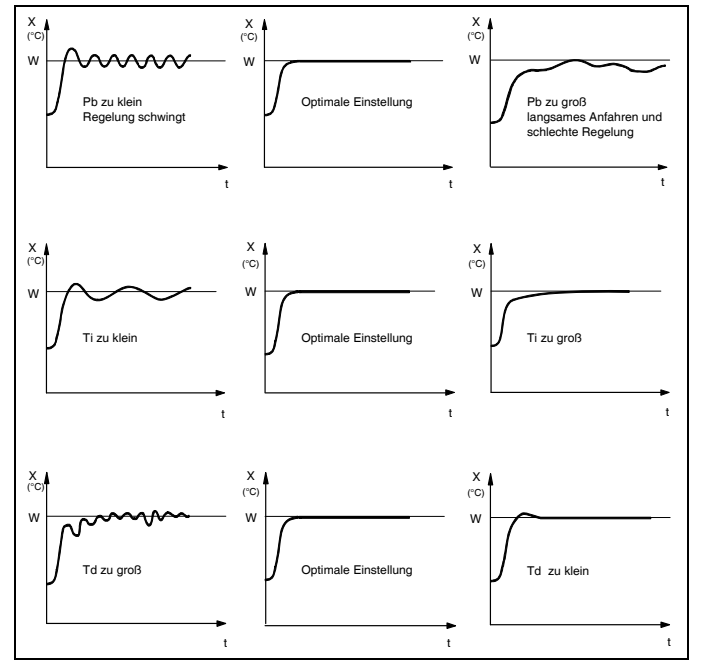 X
(°C)
W
Pb zu klein
Regelung schwingt
t
X
(°C)
W
Optimale Einstellung
t
X
(°C)
W
Pb zu groß
langsames Anfahren und
schlechte Regelung
t
X
(°C)
W
Ti zu klein
t
X
(°C)
W
Optimale Einstellung
t
X
(°C)
W
Ti zu groß
t
X
(°C)
W
Td zu groß
t
X
(°C)
W
Optimale Einstellung
t
X
(°C)
W
Td zu klein
t